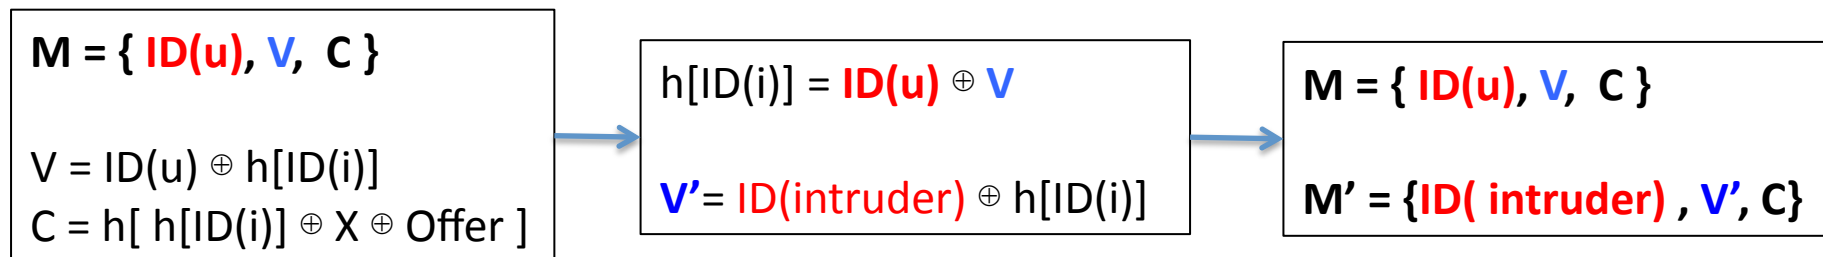 M = { ID(u), V, C }
V = ID(u) ⊕ h[ID(i)]
C = h[ h[ID(i)] ⊕ X ⊕ Offer ]
h[ID(i)] = ID(u) ⊕ V
V’= ID(intruder) ⊕ h[ID(i)]
M = { ID(u), V, C }
M’ = {ID( intruder) , V’, C}